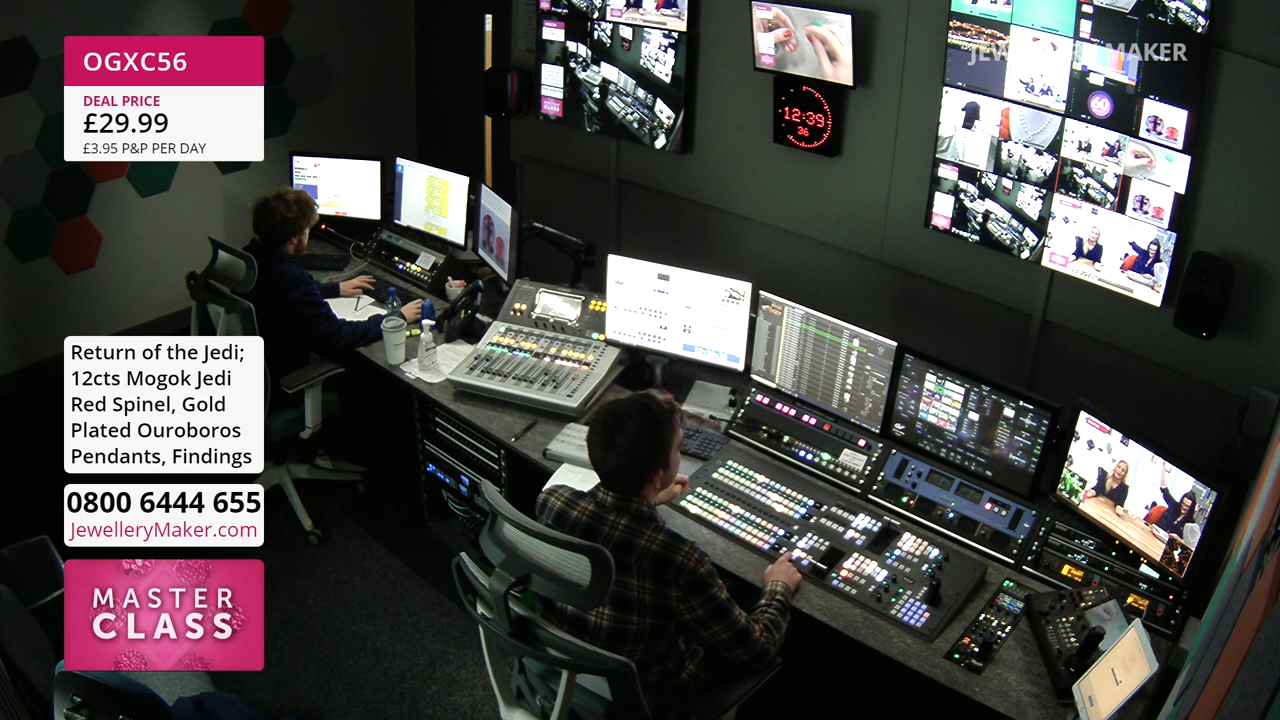 OGXC56
DEAL PRICE
£29.99
£3.95 P&P PER DAY
JEWELLERYMAKER
12:39
36
60
Return of the Jedi;
12cts Mogok Jedi
Red Spinel, Gold
Plated Ouroboros
Pendants, Findings
0800 6444 655
JewelleryMaker.com
MASTER
CLASS